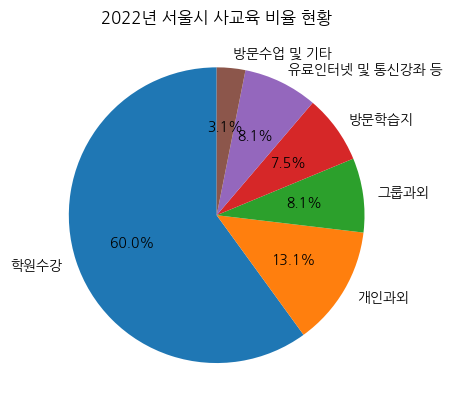 2022년 서울시 사교육 비율 현황
방문수업 및 기타
유료인터넷 및 통신강좌 등
방문학습지
그룹과외
개인과외
학원수강
3.1%
8.1%
7.5%
8.1%
13.1%
60.0%